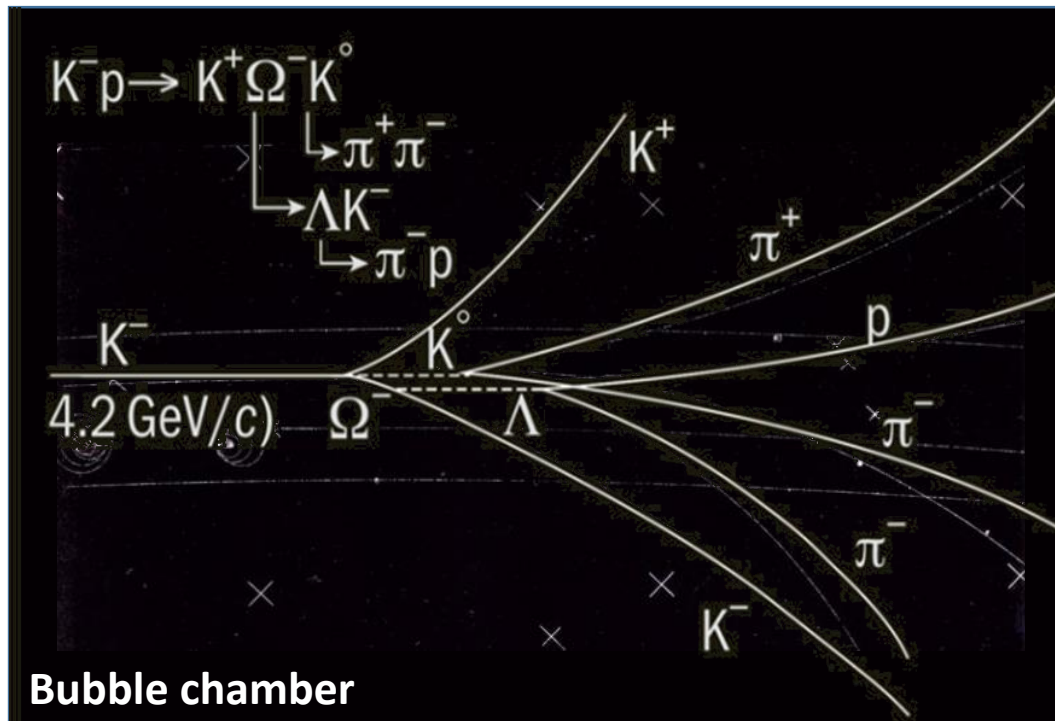 K⁻p→ K⁺Ω⁻K°
π⁺π⁻
ΛK⁻
π⁻p
K⁺
π⁺
K⁻
K°
p
4.2 GeV/c)
Ω⁻
Λ
π⁻
π⁻
K⁻
Bubble chamber